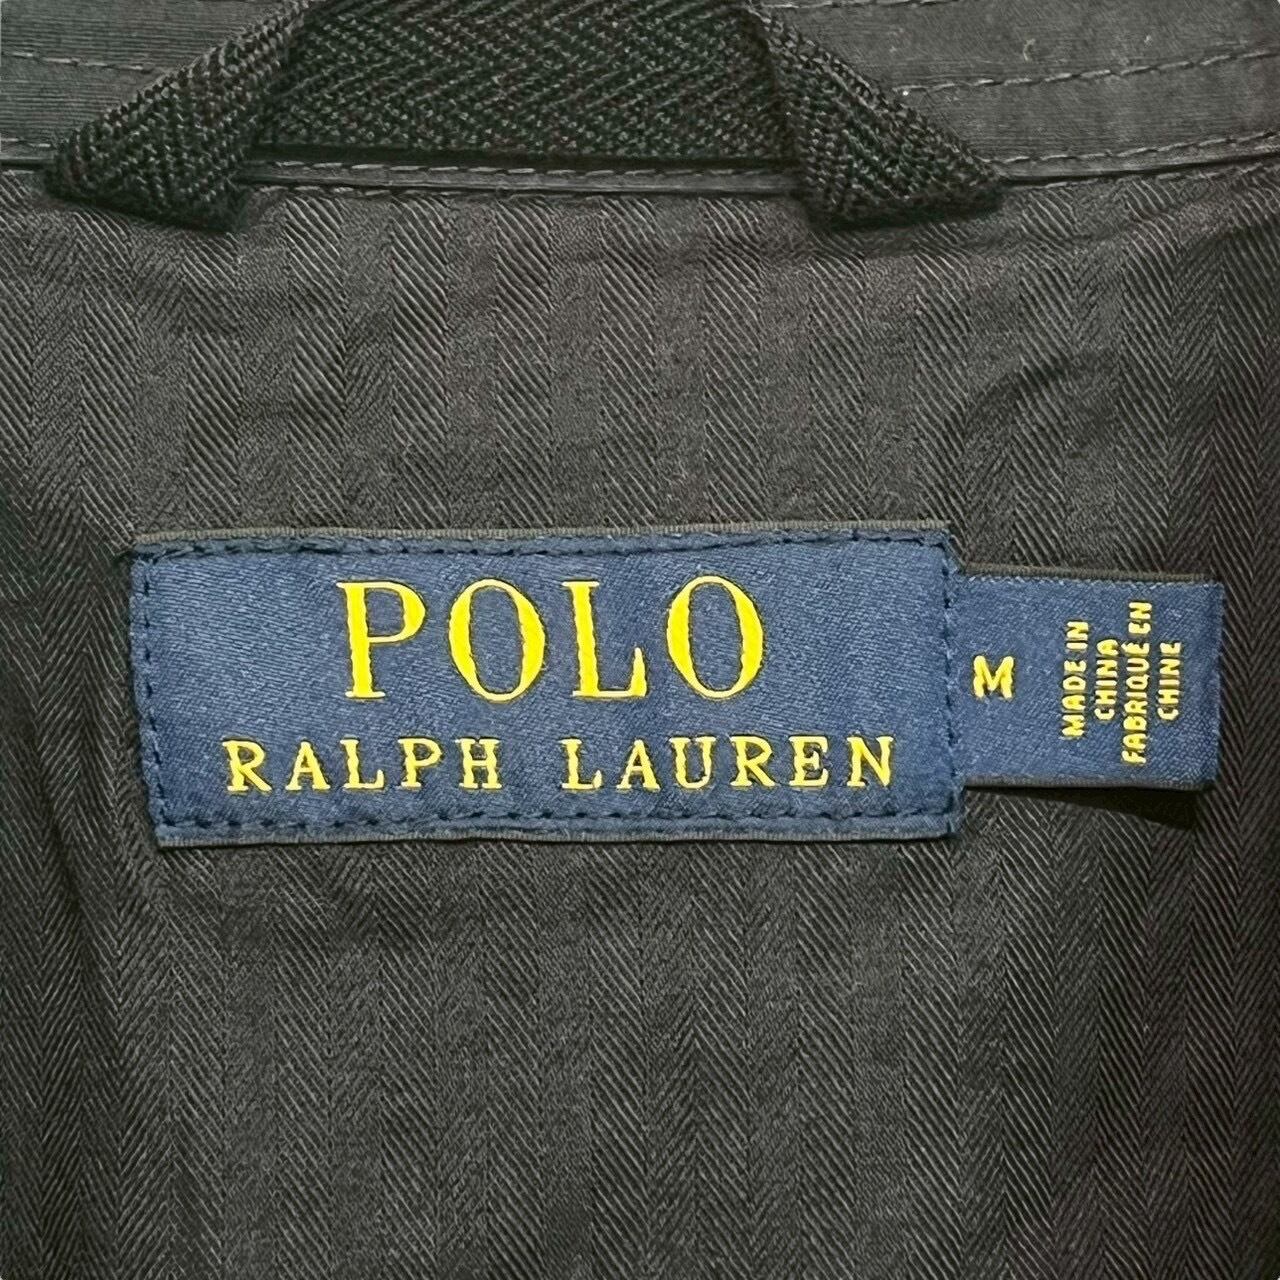 POLO
RALPH LAUREN
M
MADE IN
CHINA
FABRIQUÉ EN
CHINE